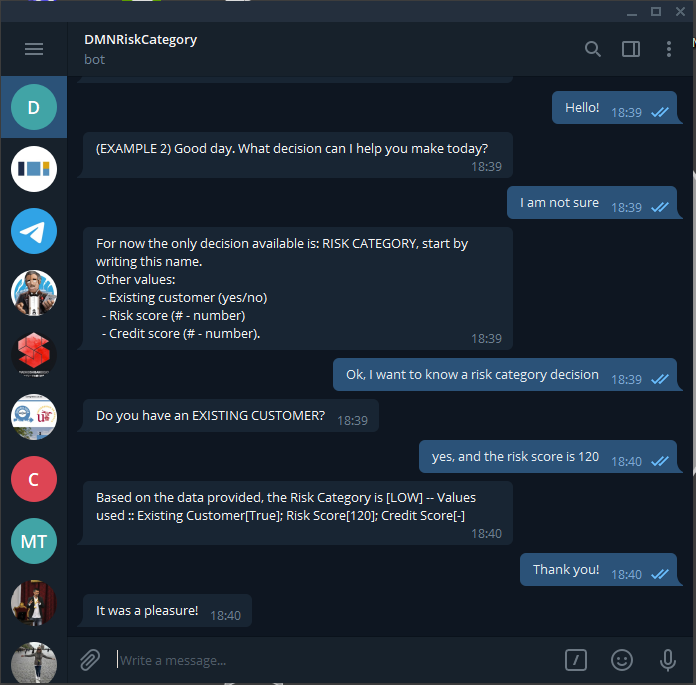 DMNRiskCategory
bot
D
Hello! 18:39
(EXAMPLE 2) Good day. What decision can I help you make today?
18:39
I am not sure 18:39
For now the only decision available is: RISK CATEGORY, start by
writing this name.
Other values:
- Existing customer (yes/no)
- Risk score (# - number)
- Credit score (# - number).
18:39
Ok, I want to know a risk category decision 18:39
Do you have an EXISTING CUSTOMER? 18:39
C
yes, and the risk score is 120 18:40
Based on the data provided, the Risk Category is [LOW] -- Values
used :: Existing Customer[True]; Risk Score[120]; Credit Score[-]
18:40
MT
Thank you! 18:40
It was a pleasure! 18:40
Write a message...